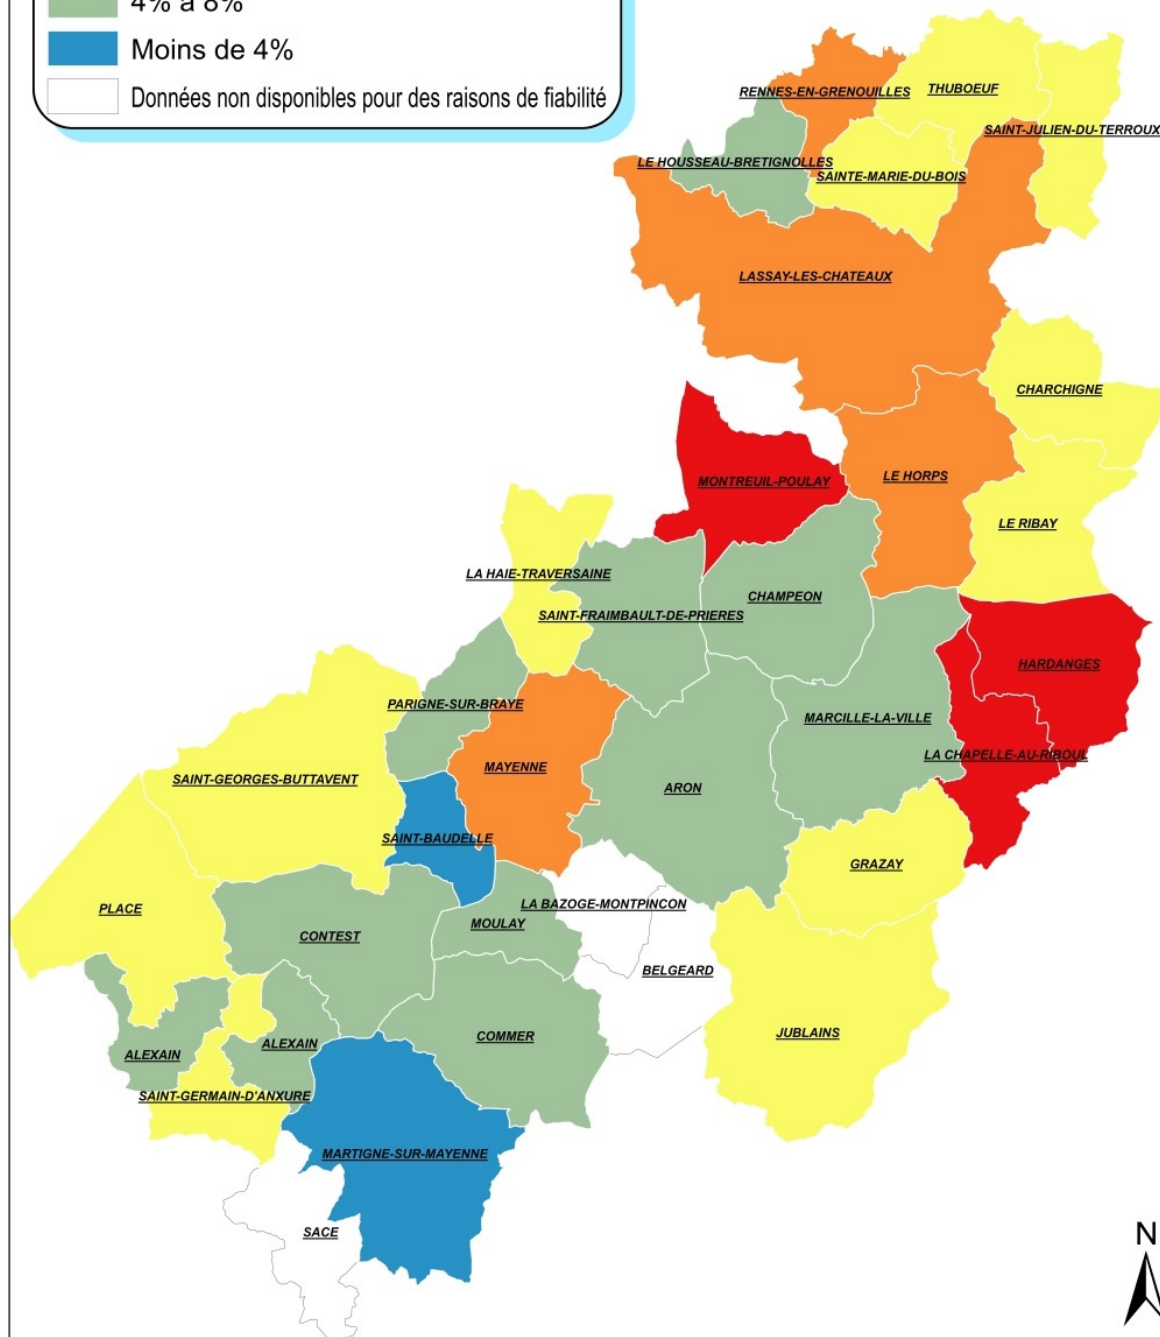 4% à 8%
Moins de 4%
Données non disponibles pour des raisons de fiabilité
RENNES-EN-GRENOUILLES
THUBOEUF
SAINT-JULIEN-DU-TERROUX
LE HOUSSEAU-BRETIGNOLLES
SAINTE-MARIE-DU-BOIS
LASSAY-LES-CHATEAUX
CHARCHIGNE
MONTREUIL-POULAY
LE HORPS
LE RIBAY
LA HAIE-TRAVERSAINE
CHAMPEON
SAINT-FRAIMBAULT-DE-PRIERES
HARDANGES
PARIGNE-SUR-BRAYE
MARCILLE-LA-VILLE
LA CHAPELLE-AU-RIBOUL
MAYENNE
SAINT-GEORGES-BUTTAVENT
ARON
SAINT-BAUDELLE
GRAZAY
LA BAZOGE-MONTPINCON
PLACE
MOULAY
CONTEST
BELGEARD
JUBLAINS
COMMER
ALEXAIN
ALEXAIN
SAINT-GERMAIN-D'ANXURE
MARTIGNE-SUR-MAYENNE
SACE
N